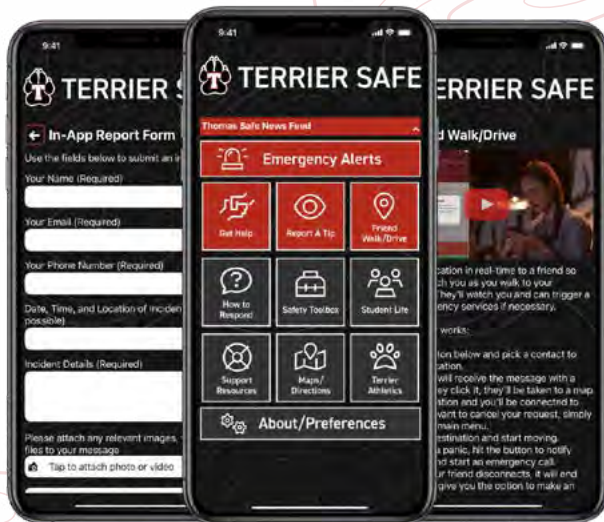 9:41
TERRIER S
In-App Report Form
Use the fields below to submit an in
Your Name (Required)
Your Email (Required)
Your Phone Number (Required)
Date, Time, and Location of Inciden
possible)
Incident Details (Required)
Please attach any relevant images,
files to your message
Tap to attach photo or video
9:41
T
TERRIER SAFE
Thomas Safe News Feed
Emergency Alerts
Get Help
Report A Tip
Friend
Walk/Drive
How to
Respond
Safety Toolbox
Student Life
Support
Resources
Maps/
Directions
Terrier
Athletics
About/Preferences
ERRIER SAFE
d Walk/Drive
cation in real-time to a friend so
ch you as you walk to your
They'll watch you and can trigger a
ency services if necessary.
works:
ton below and pick a contact to
cation.
will receive the message with a
ey click it, they'll be taken to a map
ation and you'll be connected to
want to cancel your request, simply
main menu.
estination and start moving.
panic, hit the button to notify
nd start an emergency call.
ur friend disconnects, it will end
give you the option to make an